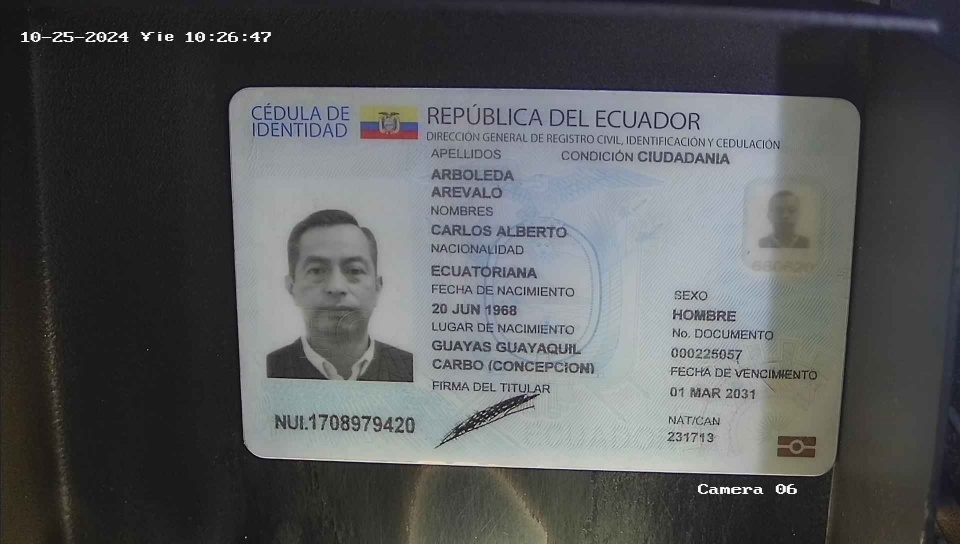 10-25-2024 Vie 10:26:47
CÉDULA DE IDENTIDAD
REPÚBLICA DEL ECUADOR
DIRECCIÓN GENERAL DE REGISTRO CIVIL, IDENTIFICACIÓN Y CEDULACIÓN
APELLIDOS
CONDICIÓN CIUDADANIA
ARBOLEDA
AREVALO
NOMBRES
CARLOS ALBERTO
NACIONALIDAD
ECUATORIANA
FECHA DE NACIMIENTO
20 JUN 1968
LUGAR DE NACIMIENTO
GUAYAS GUAYAQUIL
CARBO (CONCEPCION)
FIRMA DEL TITULAR
SEXO
HOMBRE
No. DOCUMENTO
000225057
FECHA DE VENCIMIENTO
01 MAR 2031
NAT/CAN
231713
NUI.1708979420
Camera 06